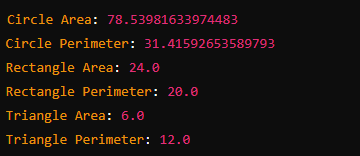 Circle Area: 78.53981633974483
Circle Perimeter: 31.41592653589793
Rectangle Area: 24.0
Rectangle Perimeter: 20.0
Triangle Area: 6.0
Triangle Perimeter: 12.0